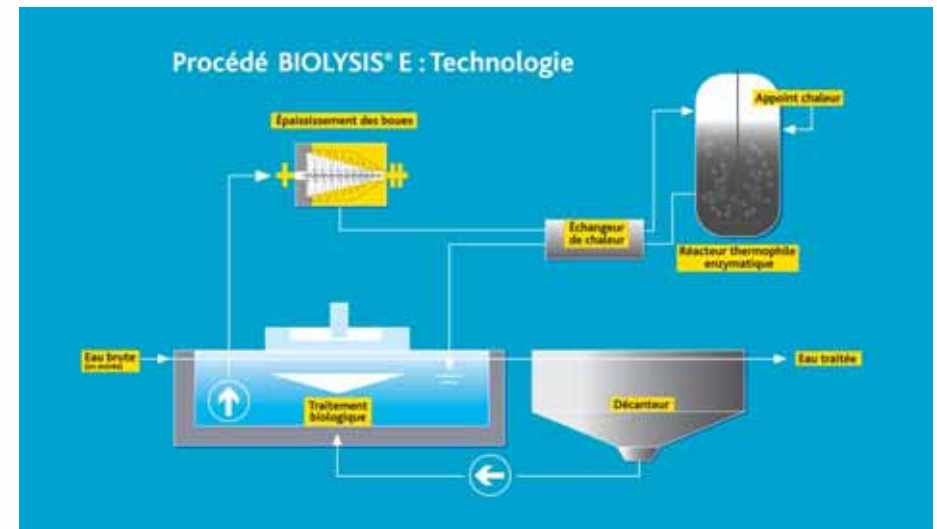 Procédé BIOLYSIS® E : Technologie
Appoint chaleur
Épaississement des boues
Échangeur
de chaleur
Réacteur thermophile
enzymatique
Eau brute
Eau traitée
Traitement
biologique
Décanteur